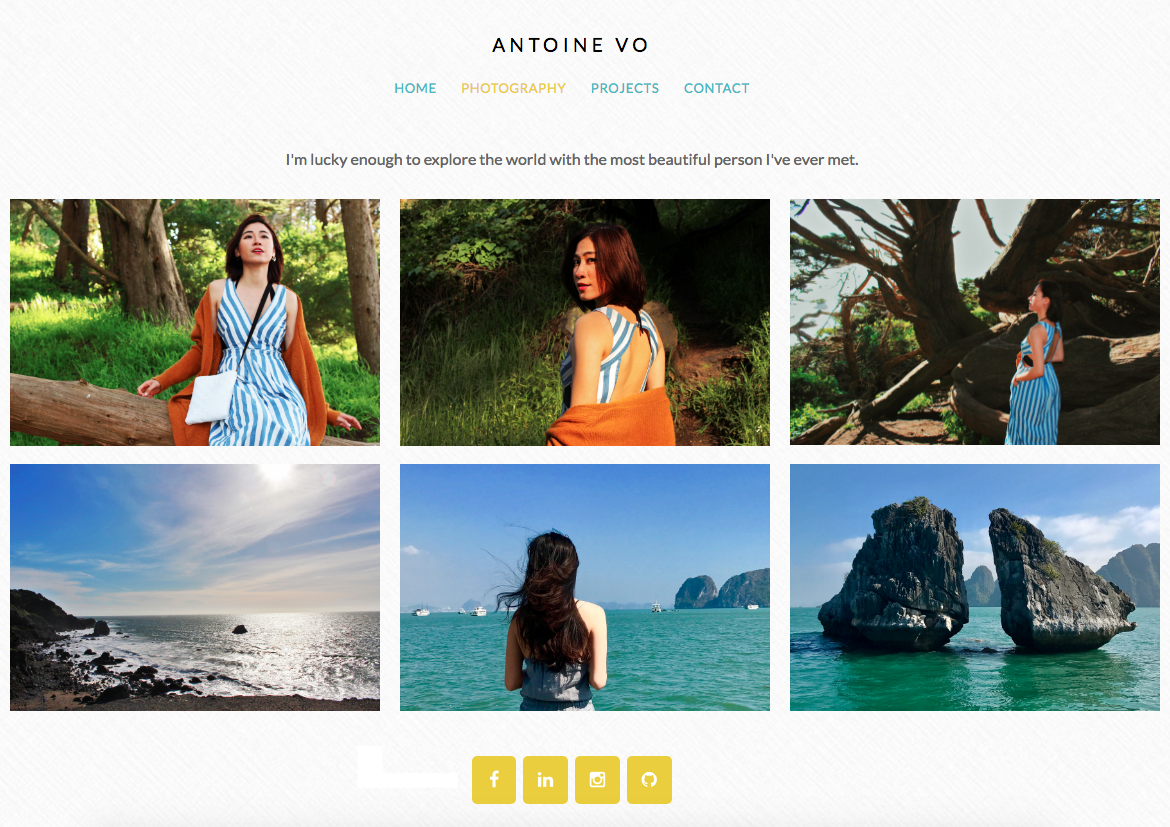 ANTOINE VO
HOME PHOTOGRAPHY PROJECTS CONTACT
I'm lucky enough to explore the world with the most beautiful person I've ever met.